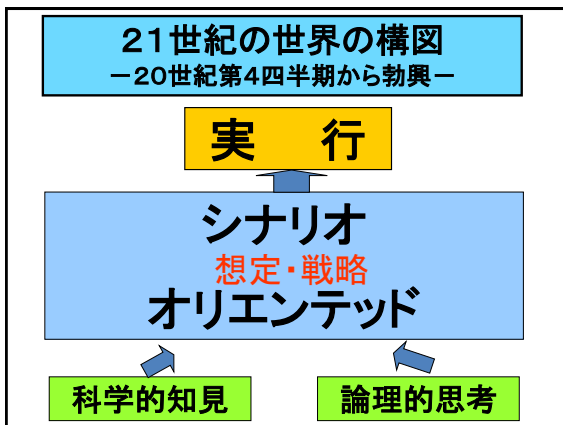 21世紀の世界の構図
－20世紀第4四半期から勃興－
実　行
シナリオ
想定・戦略
オリエンテッド
科学的知見
論理的思考